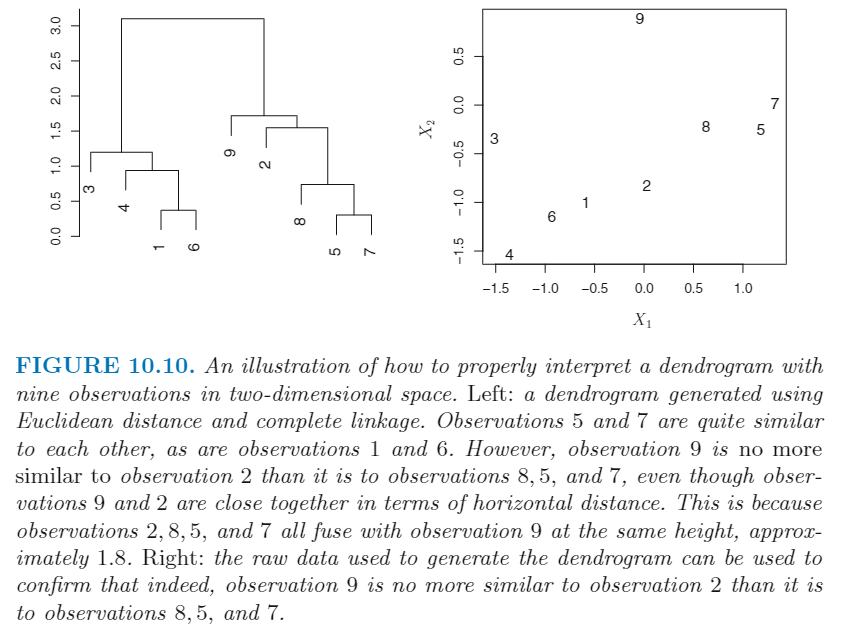 3.0
2.5
2.0
1.5
1.0
0.5
0.0
3
4
1
6
9
2
8
5
7
X2
0.5
0.0
−0.5
−1.0
−1.5
9
7
8
5
3
2
1
6
4
−1.5 −1.0 −0.5 0.0 0.5 1.0
X1
FIGURE 10.10. An illustration of how to properly interpret a dendrogram with
nine observations in two-dimensional space. Left: a dendrogram generated using
Euclidean distance and complete linkage. Observations 5 and 7 are quite similar
to each other, as are observations 1 and 6. However, observation 9 is no more
similar to observation 2 than it is to observations 8, 5, and 7, even though obser-
vations 9 and 2 are close together in terms of horizontal distance. This is because
observations 2, 8, 5, and 7 all fuse with observation 9 at the same height, approx-
imately 1.8. Right: the raw data used to generate the dendrogram can be used to
confirm that indeed, observation 9 is no more similar to observation 2 than it is
to observations 8, 5, and 7.